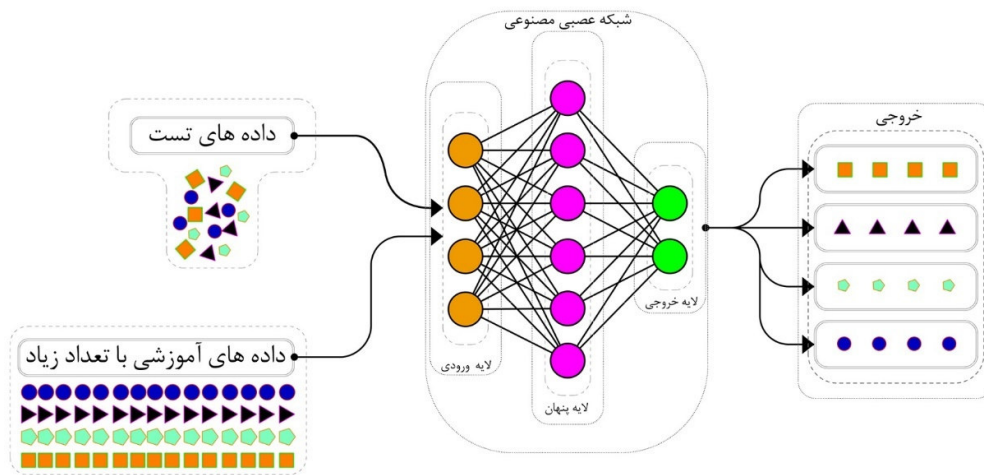 شبکه عصبی مصنوعی
خروجی
داده های تست
لایه خروجی
داده های آموزشی با تعداد زیاد
لایه ورودی
لایه پنهان